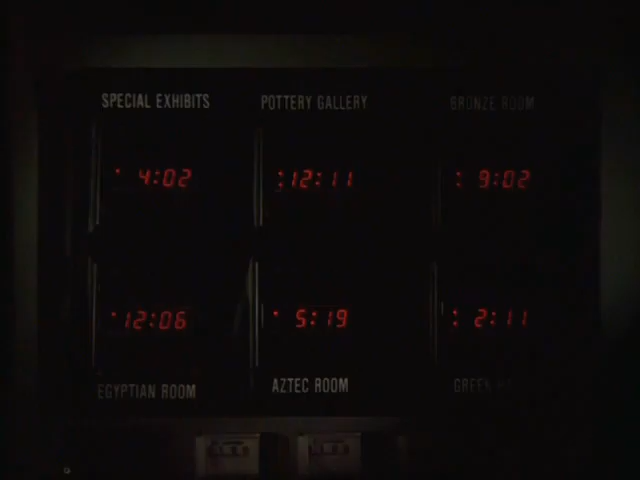 SPECIAL EXHIBITS
POTTERY GALLERY
BRONZE ROOM
4:02
12:11
9:02
12:06
5:19
2:11
EGYPTIAN ROOM
AZTEC ROOM
GREEK